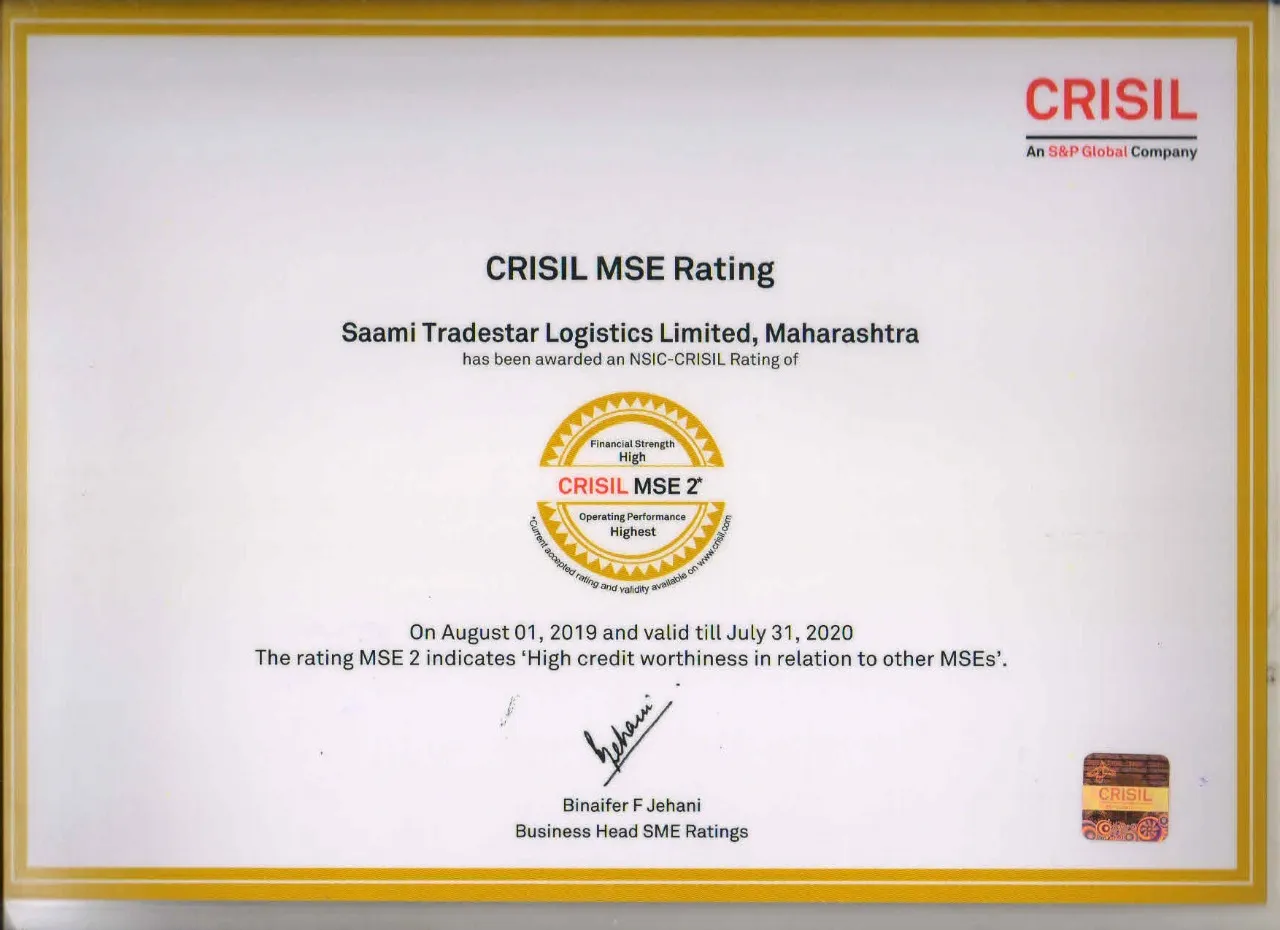 CRISIL
An S&P Global Company
CRISIL MSE Rating
Saami Tradestar Logistics Limited, Maharashtra
has been awarded an NSIC-CRISIL Rating of
Financial Strength
High
CRISIL MSE 2*
Operating Performance
Highest
*Current accepted rating and validity available on www.crisil.com
On August 01, 2019 and valid till July 31, 2020
The rating MSE 2 indicates ‘High credit worthiness in relation to other MSEs’.
Jehani
Binaifer F Jehani
Business Head SME Ratings
CRISIL